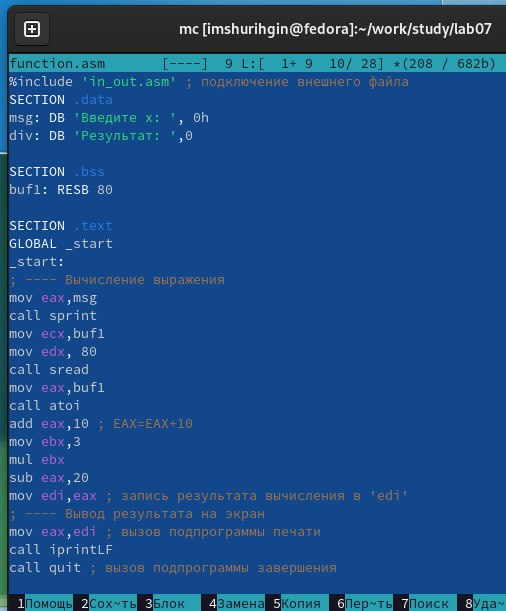 mc [imshurihgin@fedora]:~/work/study/lab07
function.asm [----] 9 L:[ 1+ 9 10/ 28] *(208 / 682b)
%include 'in_out.asm' ; подключение внешнего файла
SECTION .data
msg: DB 'Введите x: ', 0h
div: DB 'Результат: ',0
SECTION .bss
buf1: RESB 80
SECTION .text
GLOBAL _start
_start:
; ---- Вычисление выражения
mov eax,msg
call sprint
mov ecx,buf1
mov edx, 80
call sread
mov eax,buf1
call atoi
add eax,10 ; EAX=EAX+10
mov ebx,3
mul ebx
sub eax,20
mov edi,eax ; запись результата вычисления в 'edi'
; ---- Вывод результата на экран
mov eax,edi ; вызов подпрограммы печати
call iprintLF
call quit ; вызов подпрограммы завершения
1Помощь 2Сох~ть 3Блок 4Замена 5Копия 6Пер~ть 7Поиск 8Уда~